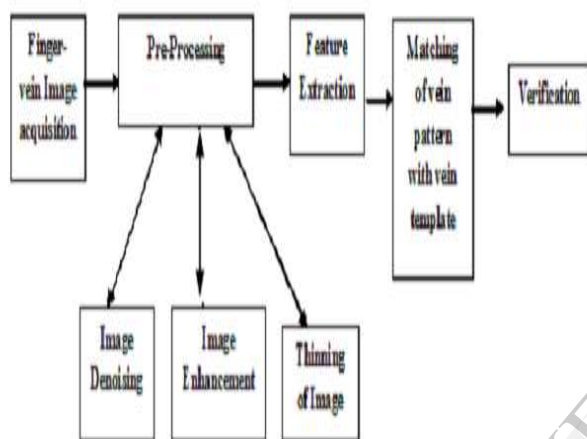 Finger-
vein Image
acquisition
Pre-Processing
Feature
Extraction
Matching
of vein
pattern
with vein
template
Verification
Image
Denoising
Image
Enhancement
Thinning
of Image